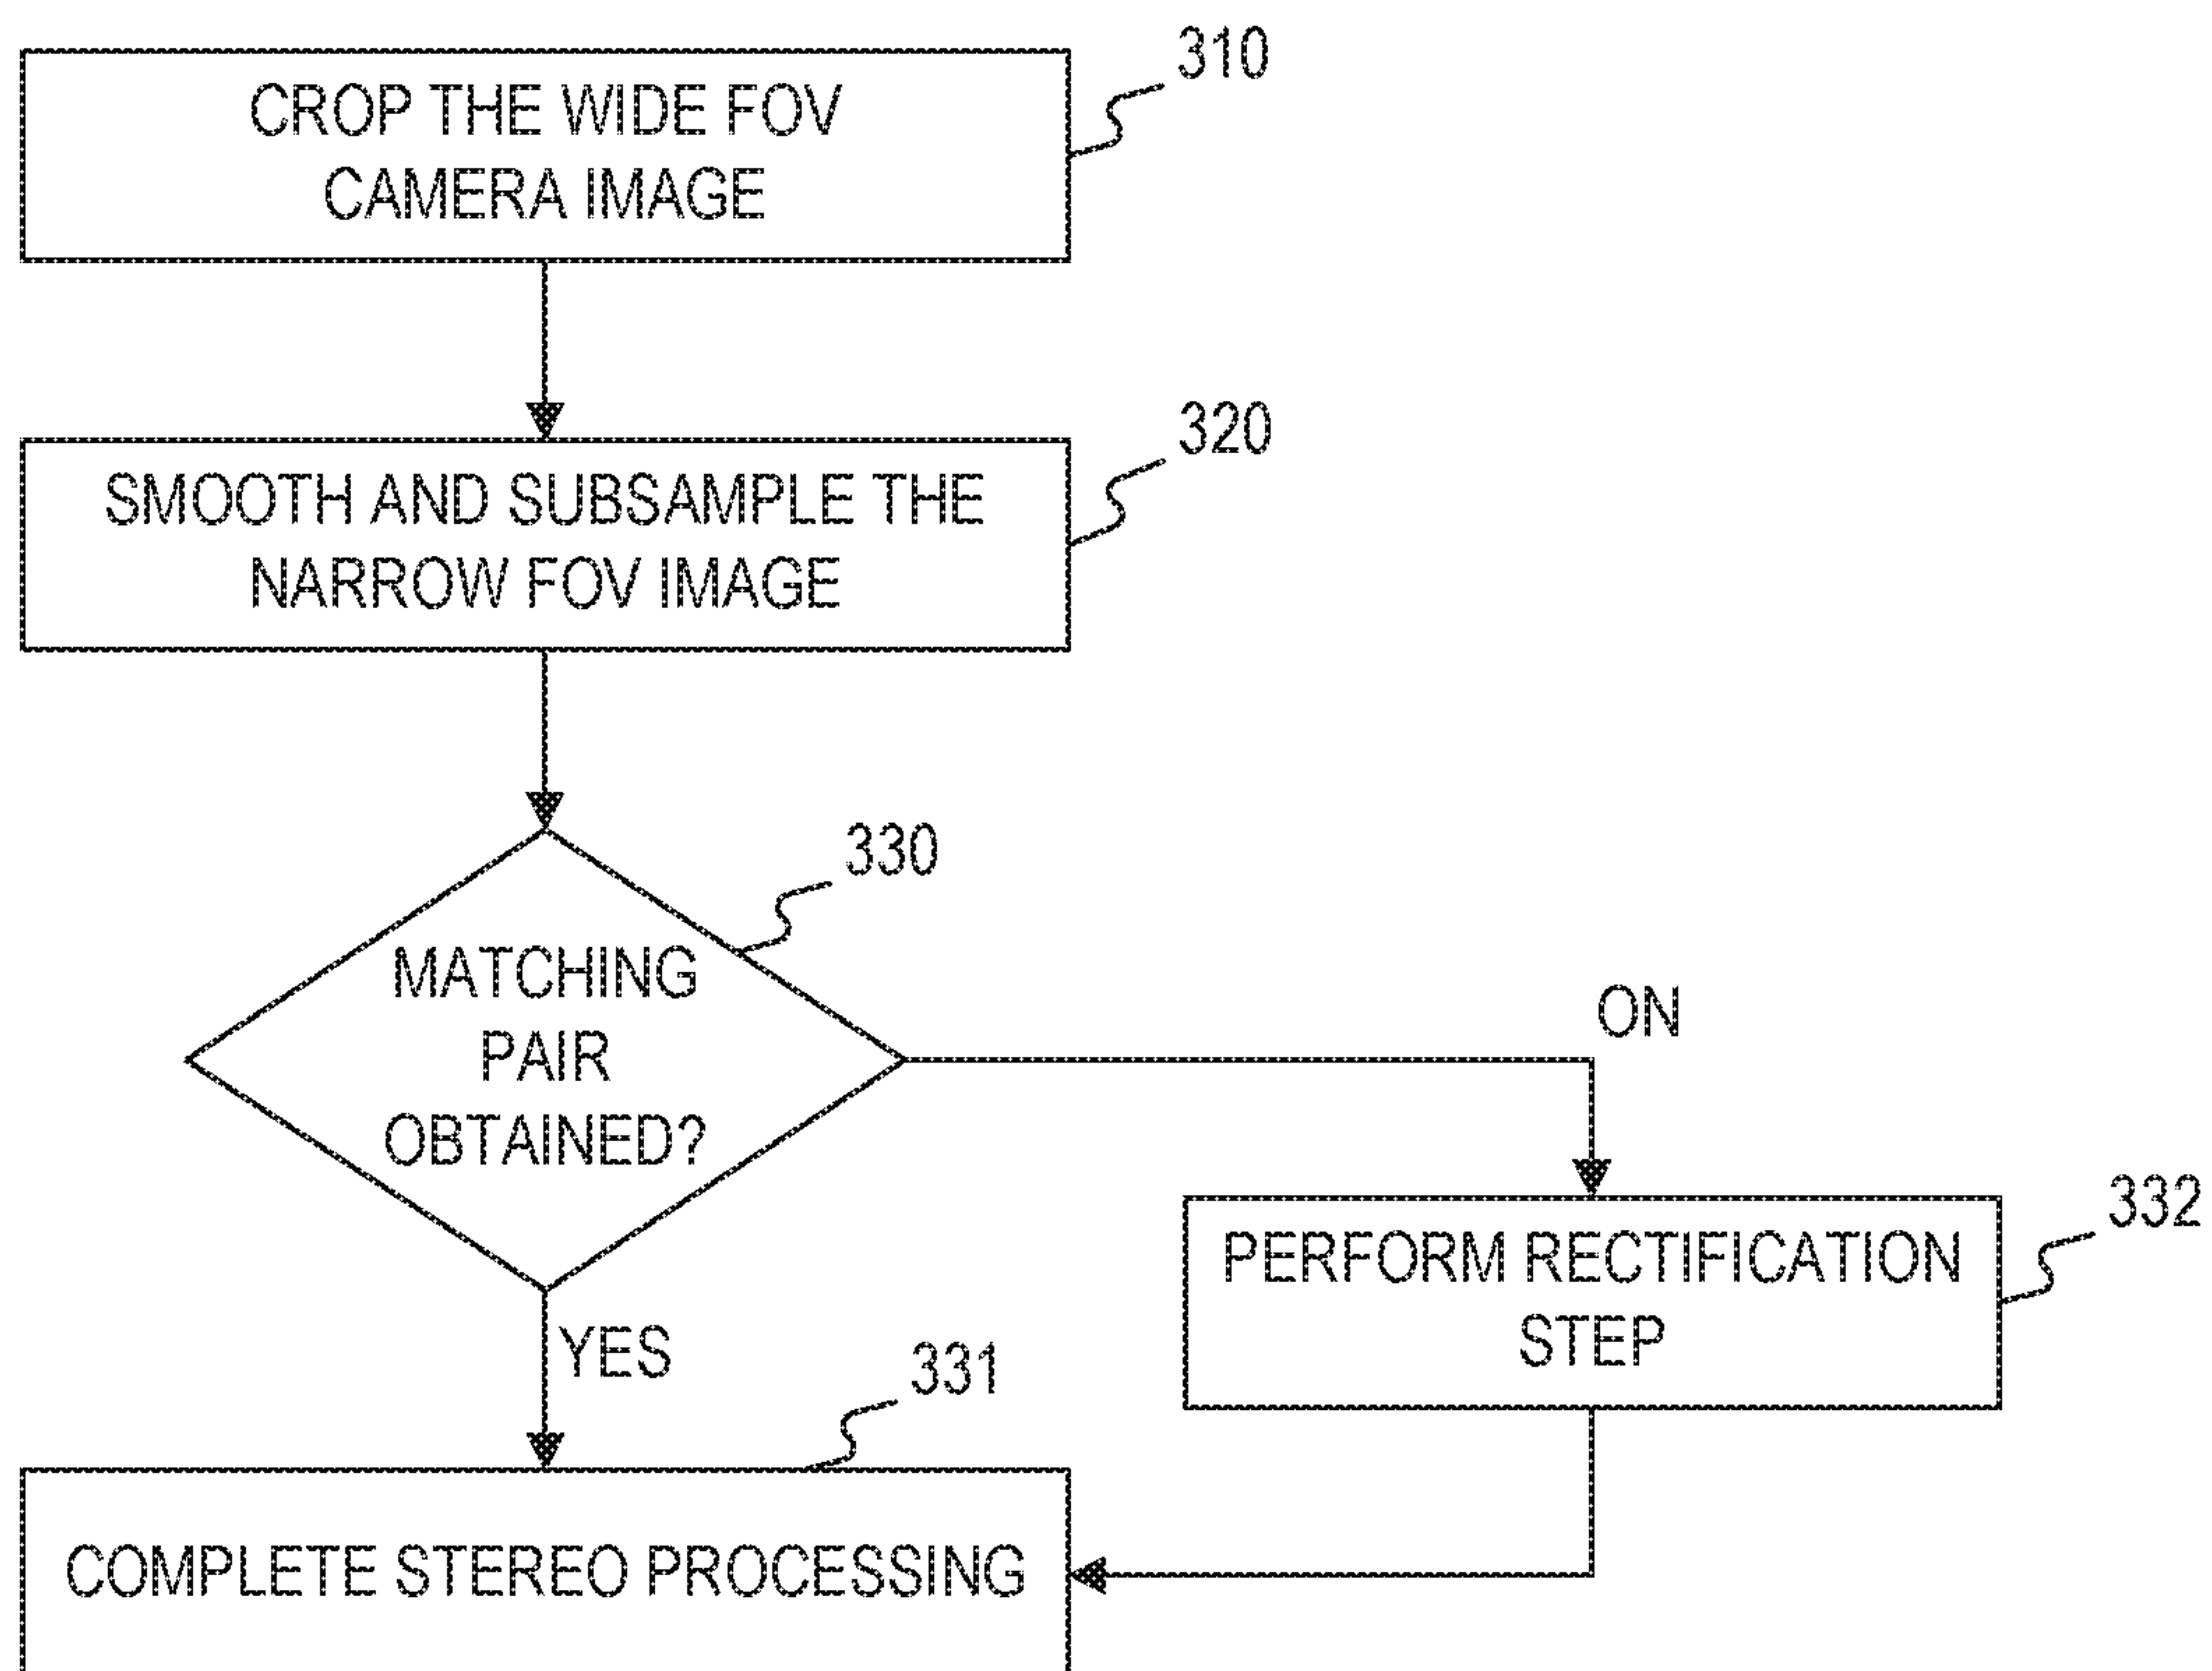 310
CROP THE WIDE FOV
CAMERA IMAGE
320
SMOOTH AND SUBSAMPLE THE
NARROW FOV IMAGE
330
MATCHING
PAIR
OBTAINED?
ON
332
PERFORM RECTIFICATION
STEP
YES
331
COMPLETE STEREO PROCESSING